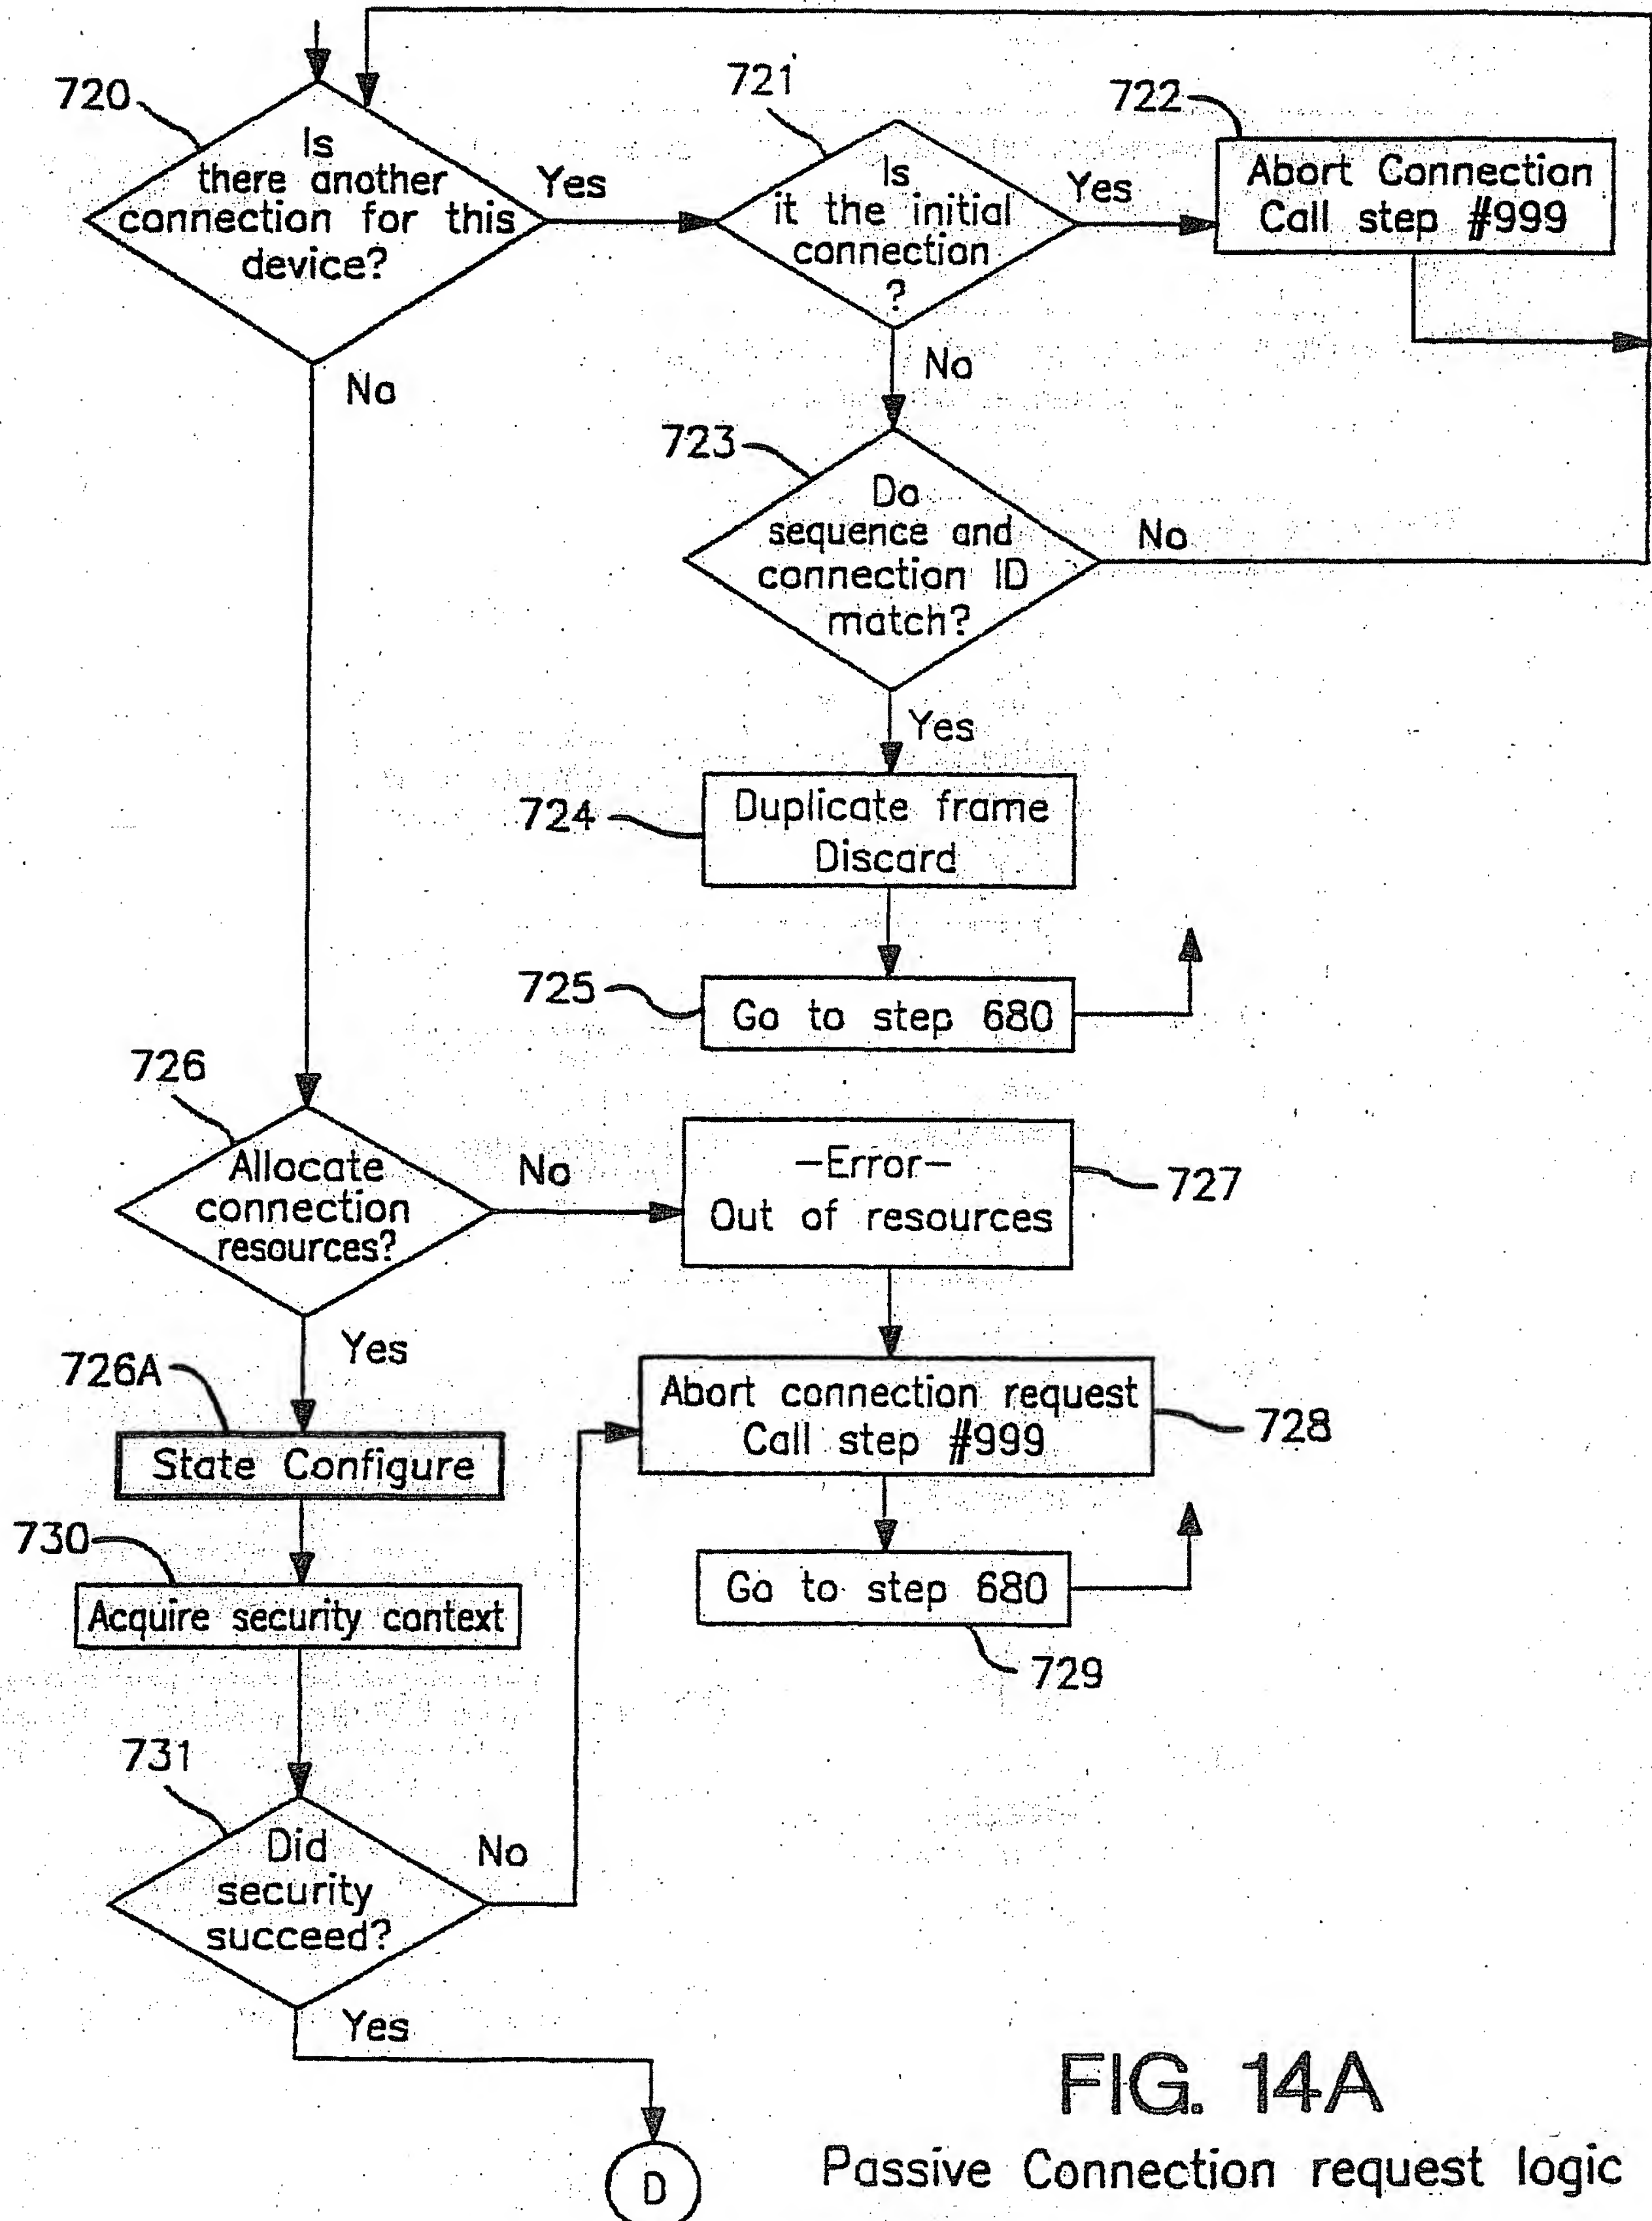 720
Is
there another
connection for this
device?
Yes
721
Is
it the initial
connection
?
Yes
722
Abort Connection
Call step #999
No
No
723
Do
sequence and
connection ID
match?
No
Yes
724
Duplicate frame
Discard
725
Go to step 680
726
Allocate
connection
resources?
No
-Error-
Out of resources
727
Yes
726A
State Configure
Abort connection request
Call step #999
728
730
Acquire security context
Go to step 680
729
731
Did
security
succeed?
No
Yes
D
FIG. 14A
Passive Connection request logic